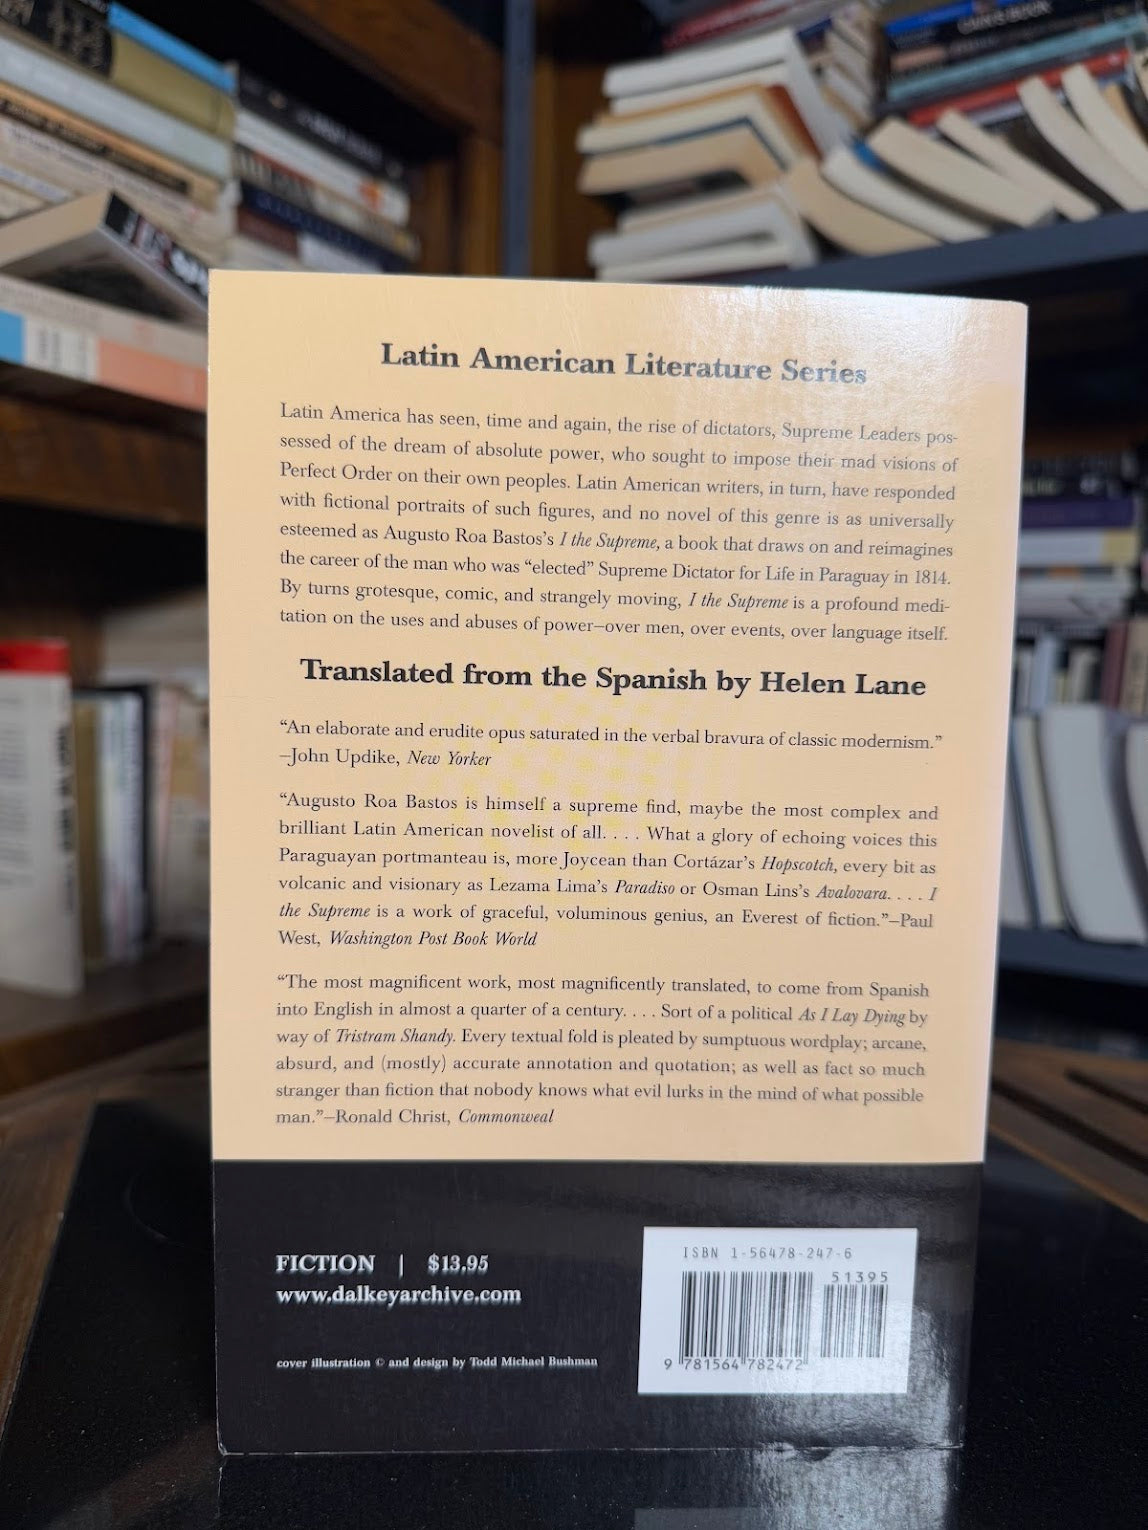 CAIN'S BOOK
Latin American Literature Series
Latin America has seen, time and again, the rise of dictators, Supreme Leaders pos-
sessed of the dream of absolute power, who sought to impose their mad visions of
Perfect Order on their own peoples. Latin American writers, in turn, have responded
with fictional portraits of such figures, and no novel of this genre is as universally
esteemed as Augusto Roa Bastos's I the Supreme, a book that draws on and reimagines
the career of the man who was “elected” Supreme Dictator for Life in Paraguay in 1814.
By turns grotesque, comic, and strangely moving, I the Supreme is a profound medi-
tation on the uses and abuses of power–over men, over events, over language itself.
Translated from the Spanish by Helen Lane
“An elaborate and erudite opus saturated in the verbal bravura of classic modernism.”
–John Updike, New Yorker
“Augusto Roa Bastos is himself a supreme find, maybe the most complex and
brilliant Latin American novelist of all. . . . What a glory of echoing voices this
Paraguayan portmanteau is, more Joycean than Cortázar's Hopscotch, every bit as
volcanic and visionary as Lezama Lima's Paradiso or Osman Lins's Avalovara. . . . I
the Supreme is a work of graceful, voluminous genius, an Everest of fiction.”–Paul
West, Washington Post Book World
“The most magnificent work, most magnificently translated, to come from Spanish
into English in almost a quarter of a century. . . . Sort of a political As I Lay Dying by
way of Tristram Shandy. Every textual fold is pleated by sumptuous wordplay; arcane,
absurd, and (mostly) accurate annotation and quotation; as well as fact so much
stranger than fiction that nobody knows what evil lurks in the mind of what possible
man.”–Ronald Christ, Commonweal
FICTION | $13.95
www.dalkeyarchive.com
cover illustration © and design by Todd Michael Bushman
ISBN 1-56478-247-6
51395
9 781564 782472